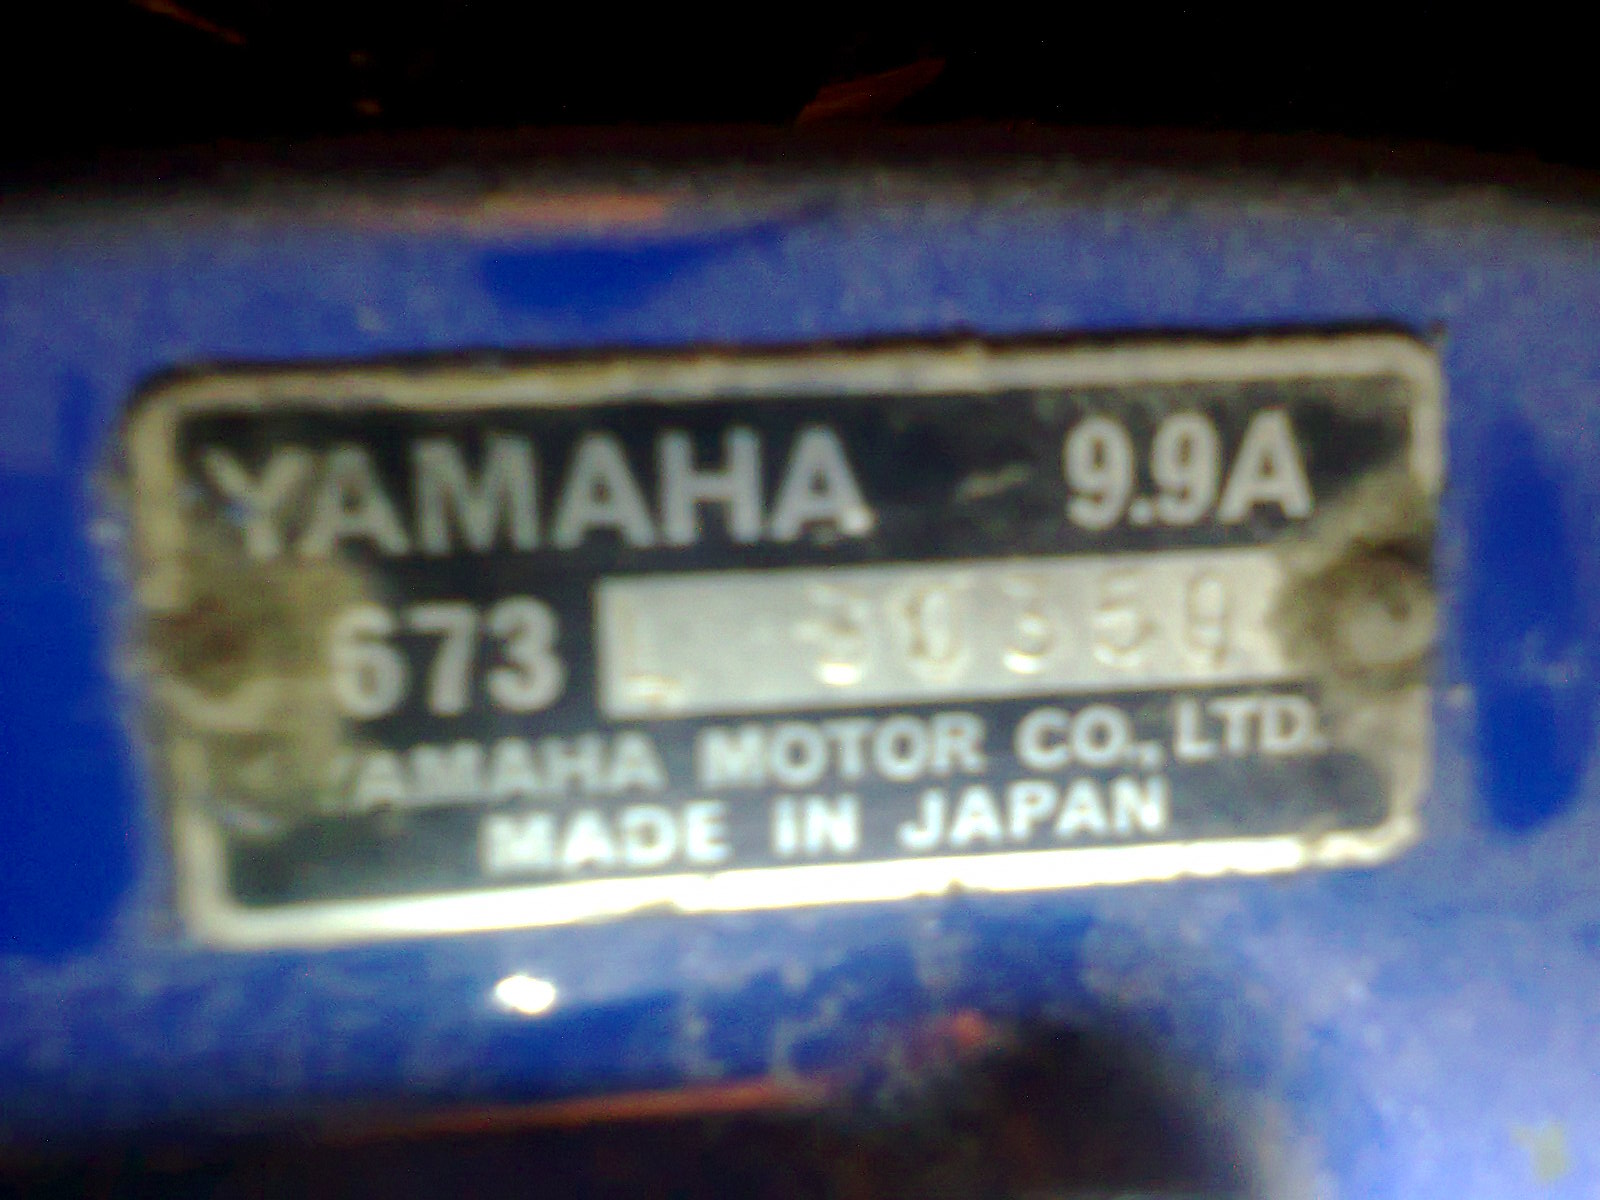 YAMAHA 9.9A
673 L
YAMAHA MOTOR CO., LTD.
MADE IN JAPAN